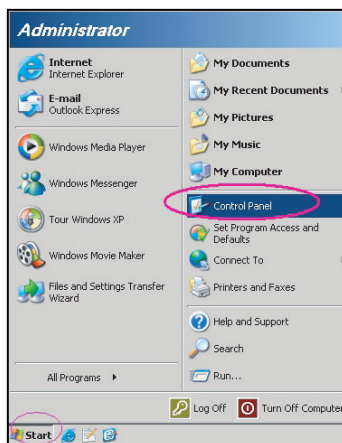 Administrator
Internet
Internet Explorer
E-mail
Outlook Express
Windows Media Player
Windows Messenger
Tour Windows XP
Windows Movie Maker
Files and Settings Transfer
Wizard
All Programs
My Documents
My Recent Documents
My Pictures
My Music
My Computer
Control Panel
Set Program Access and
Defaults
Connect To
Printers and Faxes
Help and Support
Search
Run...
Log Off
Turn Off Computer
Start